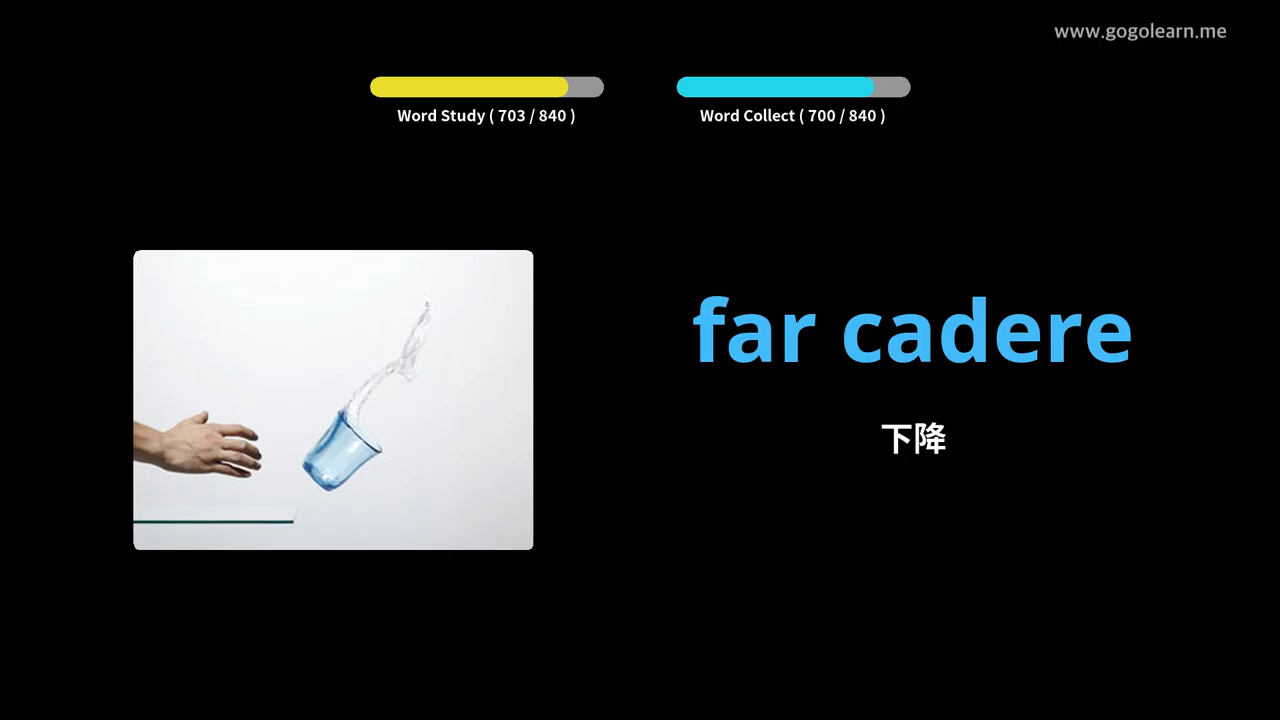 www.gogolearn.me
Word Study ( 703 / 840 )
Word Collect ( 700 / 840 )
far cadere
下降